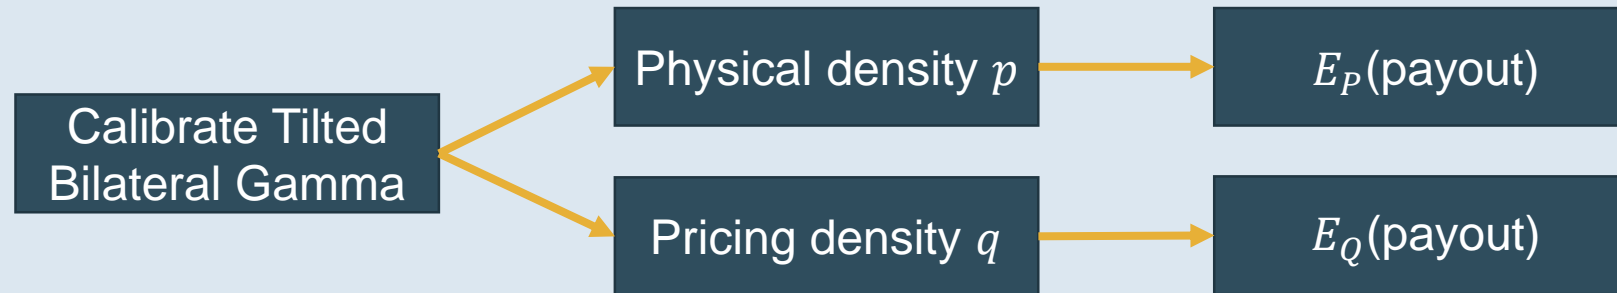 Calibrate Tilted
Bilateral Gamma
Physical density p
E_P(payout)
Pricing density q
E_Q(payout)